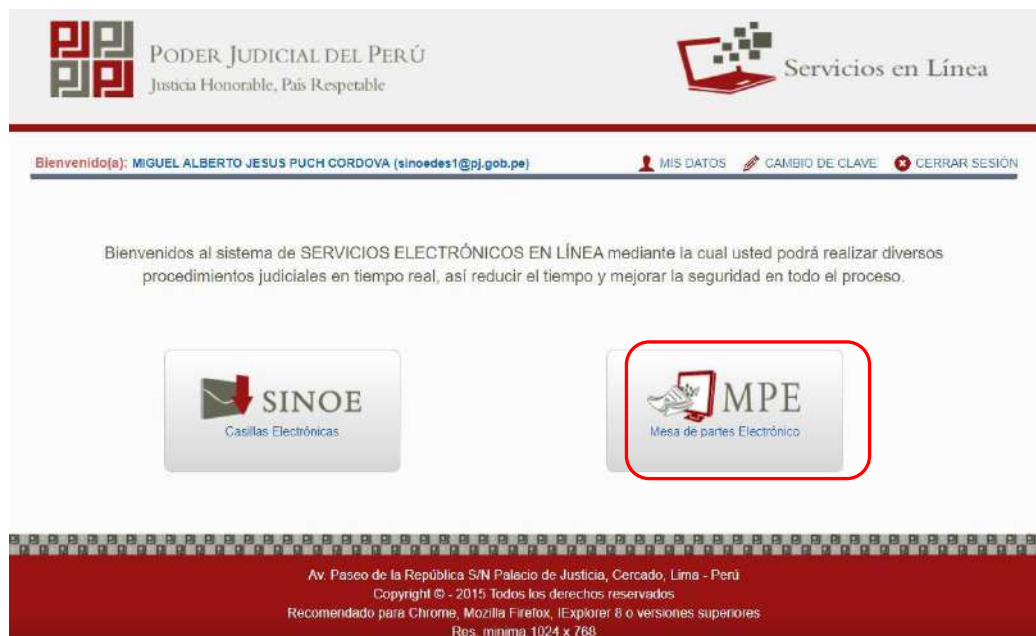 PODER JUDICIAL DEL PERÚ
Justicia Honorable, País Respetable
Servicios en Línea
Bienvenido(a): MIGUEL ALBERTO JESUS PUCH CORDOVA (sinoedes1@pj.gob.pe)
MIS DATOS
CAMBIO DE CLAVE
CERRAR SESIÓN
Bienvenidos al sistema de SERVICIOS ELECTRÓNICOS EN LÍNEA mediante la cual usted podrá realizar diversos
procedimientos judiciales en tiempo real, así reducir el tiempo y mejorar la seguridad en todo el proceso.
SINOE
Casillas Electrónicas
MPE
Mesa de partes Electrónico
Av. Paseo de la República S/N Palacio de Justicia, Cercado, Lima - Perú
Copyright © - 2015 Todos los derechos reservados
Recomendado para Chrome, Mozilla Firefox, IExplorer 8 o versiones superiores
Res. minima 1024 x 768